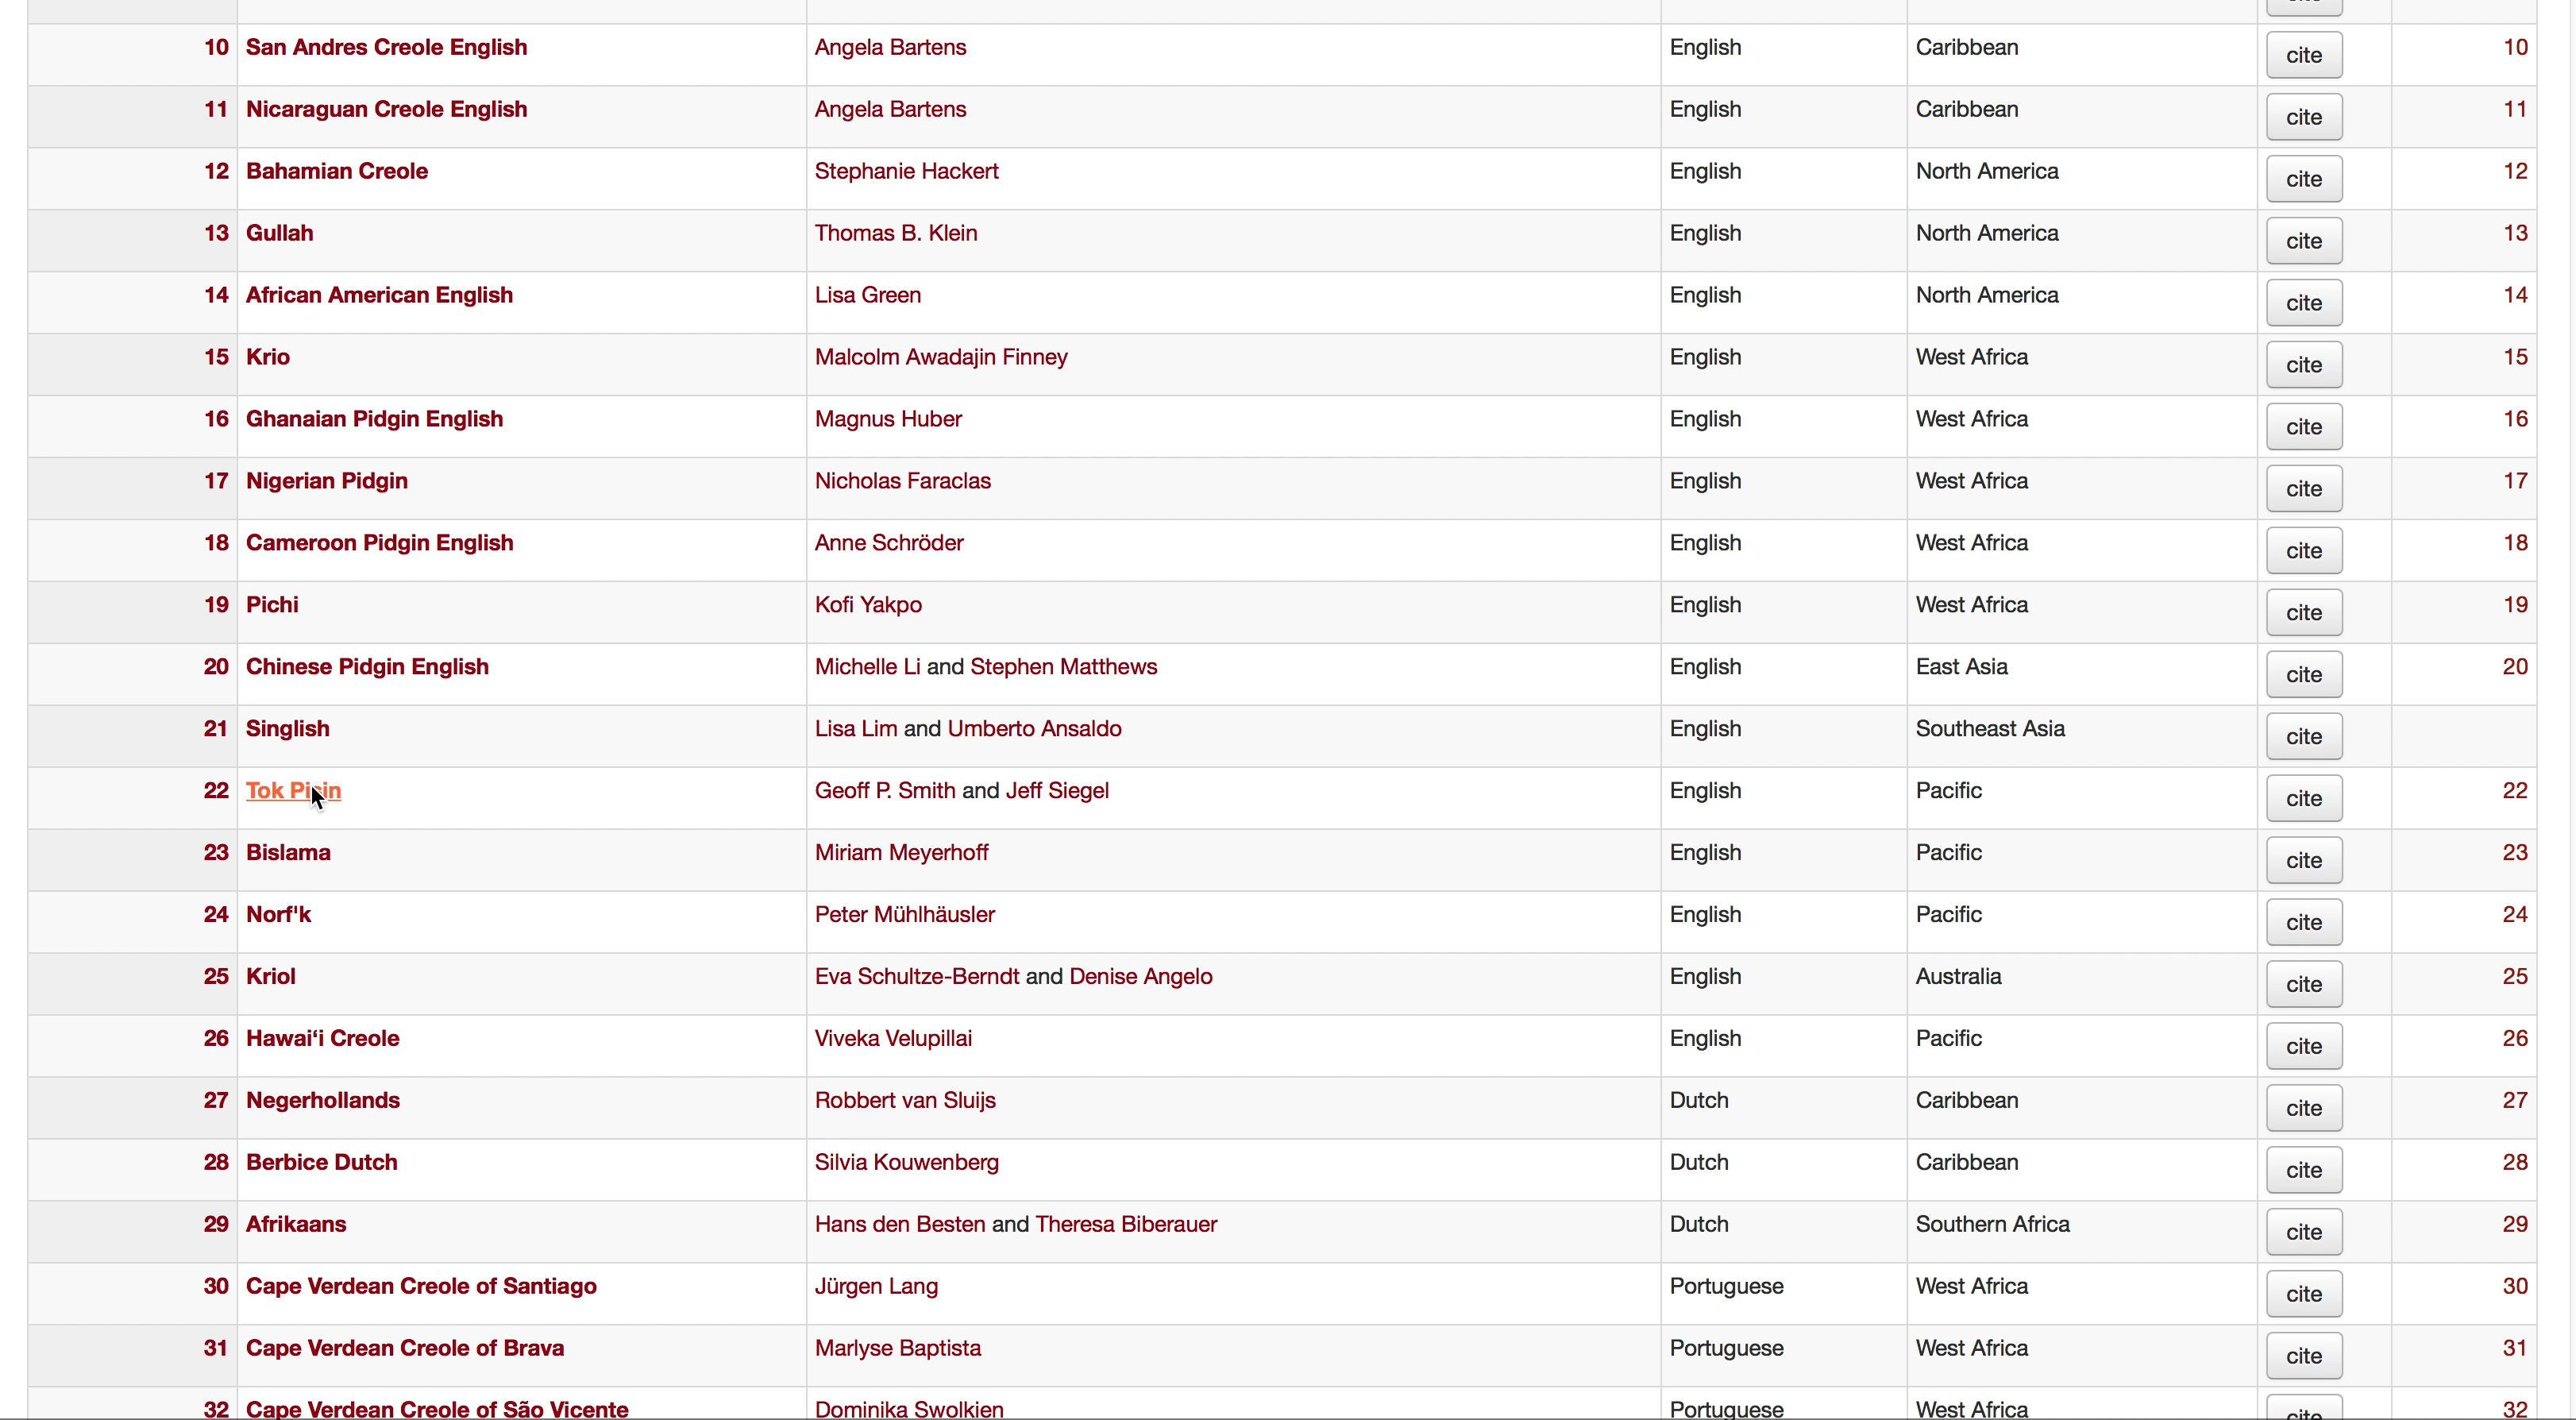 10 San Andres Creole English Angela Bartens English Caribbean cite 10
11 Nicaraguan Creole English Angela Bartens English Caribbean cite 11
12 Bahamian Creole Stephanie Hackert English North America cite 12
13 Gullah Thomas B. Klein English North America cite 13
14 African American English Lisa Green English North America cite 14
15 Krio Malcolm Awadajin Finney English West Africa cite 15
16 Ghanaian Pidgin English Magnus Huber English West Africa cite 16
17 Nigerian Pidgin Nicholas Faraclas English West Africa cite 17
18 Cameroon Pidgin English Anne Schröder English West Africa cite 18
19 Pichi Kofi Yakpo English West Africa cite 19
20 Chinese Pidgin English Michelle Li and Stephen Matthews English East Asia cite 20
21 Singlish Lisa Lim and Umberto Ansaldo English Southeast Asia cite
22 Tok Pisin Geoff P. Smith and Jeff Siegel English Pacific cite 22
23 Bislama Miriam Meyerhoff English Pacific cite 23
24 Norf'k Peter Mühlhäusler English Pacific cite 24
25 Kriol Eva Schultze-Berndt and Denise Angelo English Australia cite 25
26 Hawai‘i Creole Viveka Velupillai English Pacific cite 26
27 Negerhollands Robbert van Sluijs Dutch Caribbean cite 27
28 Berbice Dutch Silvia Kouwenberg Dutch Caribbean cite 28
29 Afrikaans Hans den Besten and Theresa Biberauer Dutch Southern Africa cite 29
30 Cape Verdean Creole of Santiago Jürgen Lang Portuguese West Africa cite 30
31 Cape Verdean Creole of Brava Marlyse Baptista Portuguese West Africa cite 31
32 Cape Verdean Creole of São Vicente Dominika Swolkien Portuguese West Africa cite 32